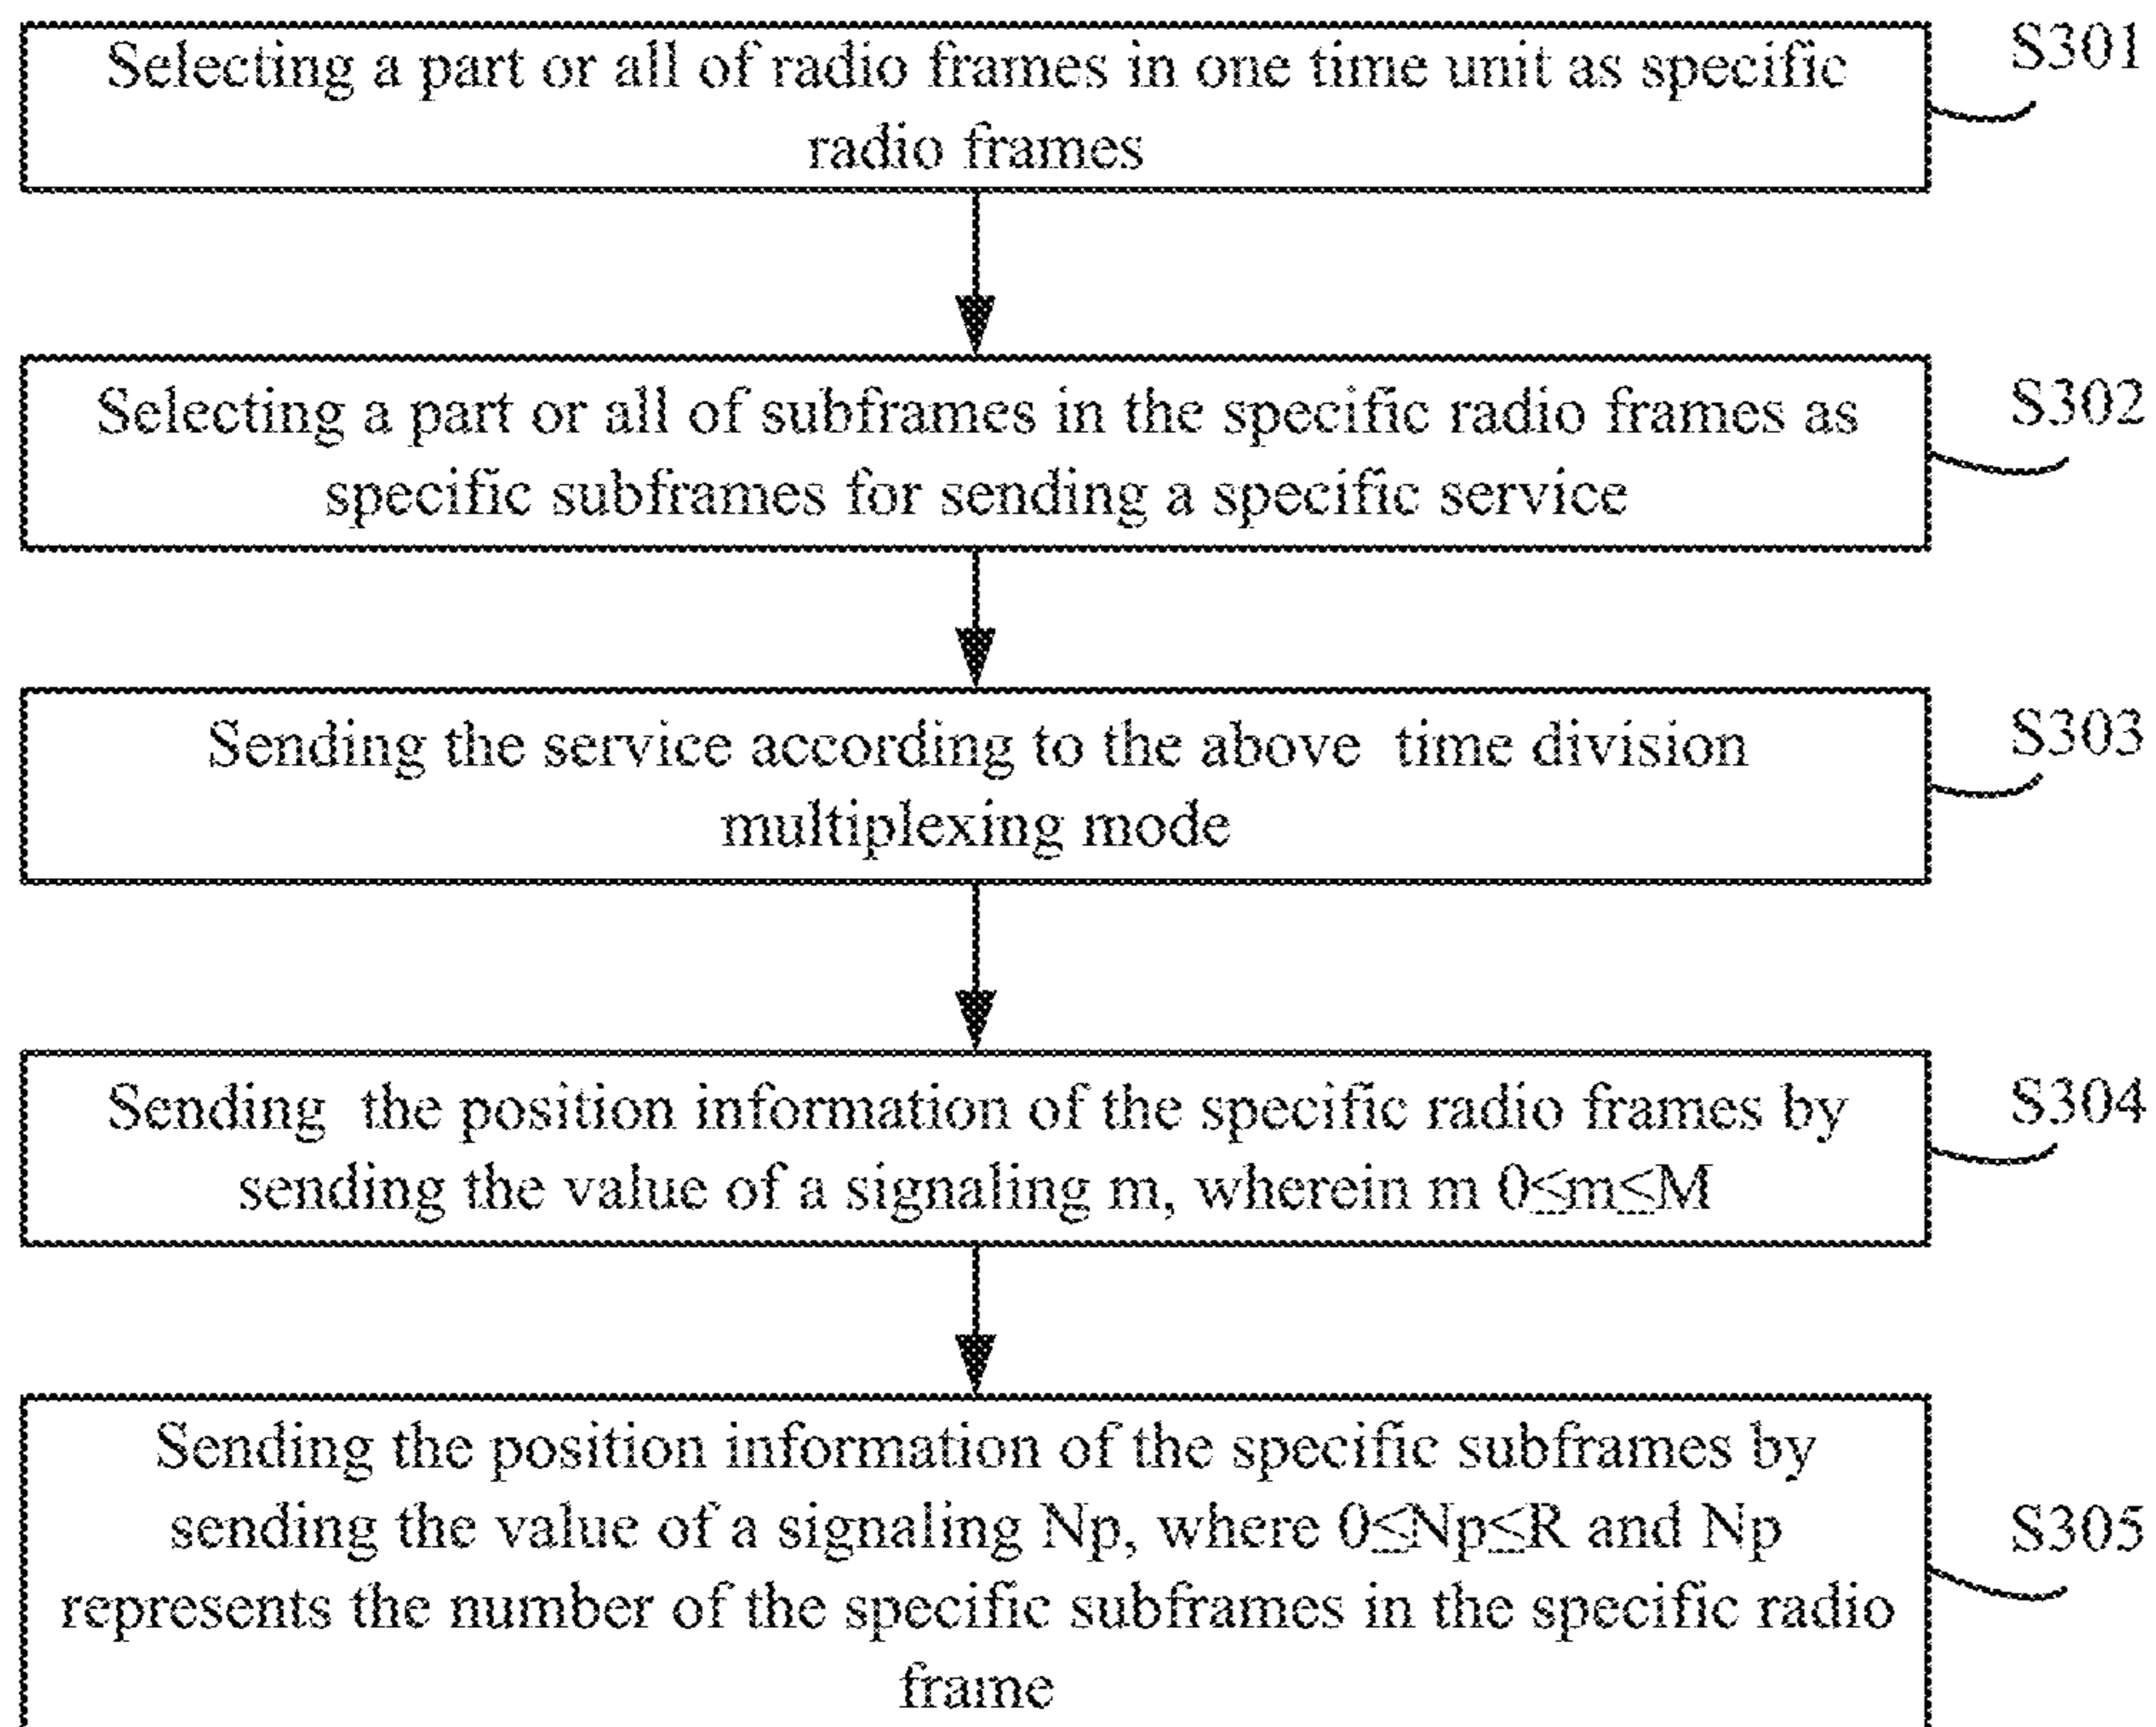 Selecting a part or all of radio frames in one time unit as specific
radio frames
S301
Selecting a part or all of subframes in the specific radio frames as
specific subframes for sending a specific service
S302
Sending the service according to the above time division
multiplexing mode
S303
Sending the position information of the specific radio frames by
sending the value of a signaling m, wherein m 0≤m≤M
S304
Sending the position information of the specific subframes by
sending the value of a signaling Np, where 0≤Np≤R and Np
represents the number of the specific subframes in the specific radio
frame
S305